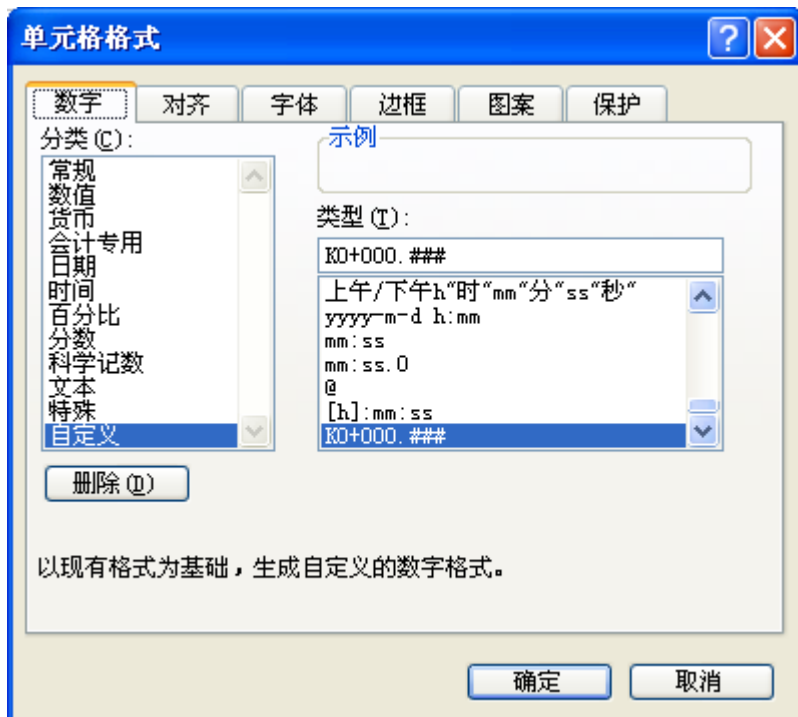 单元格格式
数字 对齐 字体 边框 图案 保护
分类(C):
常规
数值
货币
会计专用
日期
时间
百分比
分数
科学记数
文本
特殊
自定义
示例
类型(T):
K0+000.###
上午/下午h"时"mm"分"ss"秒"
yyyy-m-d h:mm
mm:ss
mm:ss.0
@
[h]:mm:ss
K0+000.###
删除(D)
以现有格式为基础，生成自定义的数字格式。
确定 取消